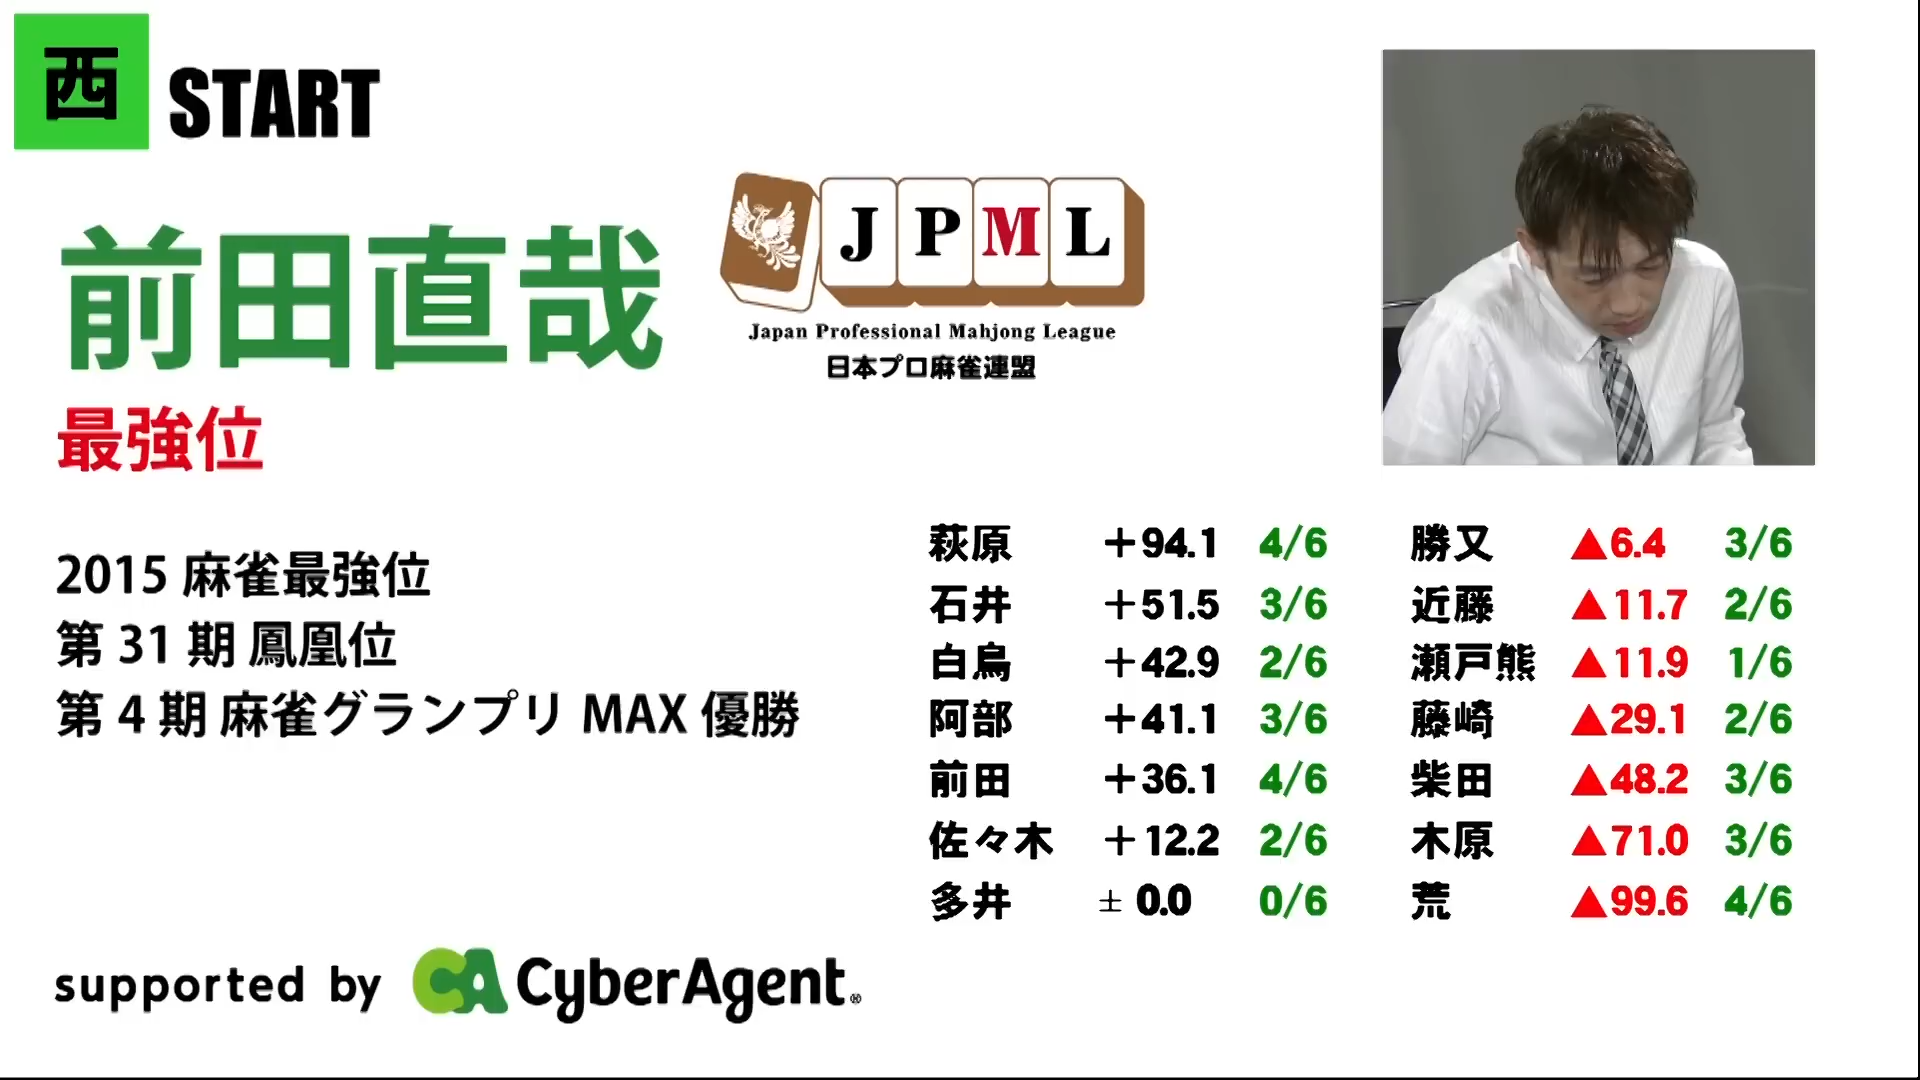 西 START
前田直哉
JPML
Japan Professional Mahjong League
日本プロ麻雀連盟
最強位
2015 麻雀最強位
第 31 期 鳳凰位
第 4 期 麻雀グランプリ MAX 優勝
萩原 +94.1 4/6
石井 +51.5 3/6
白鳥 +42.9 2/6
阿部 +41.1 3/6
前田 +36.1 4/6
佐々木 +12.2 2/6
多井 ± 0.0 0/6
勝又 ▲6.4 3/6
近藤 ▲11.7 2/6
瀬戸熊 ▲11.9 1/6
藤崎 ▲29.1 2/6
柴田 ▲48.2 3/6
木原 ▲71.0 3/6
荒 ▲99.6 4/6
supported by CA CyberAgent®